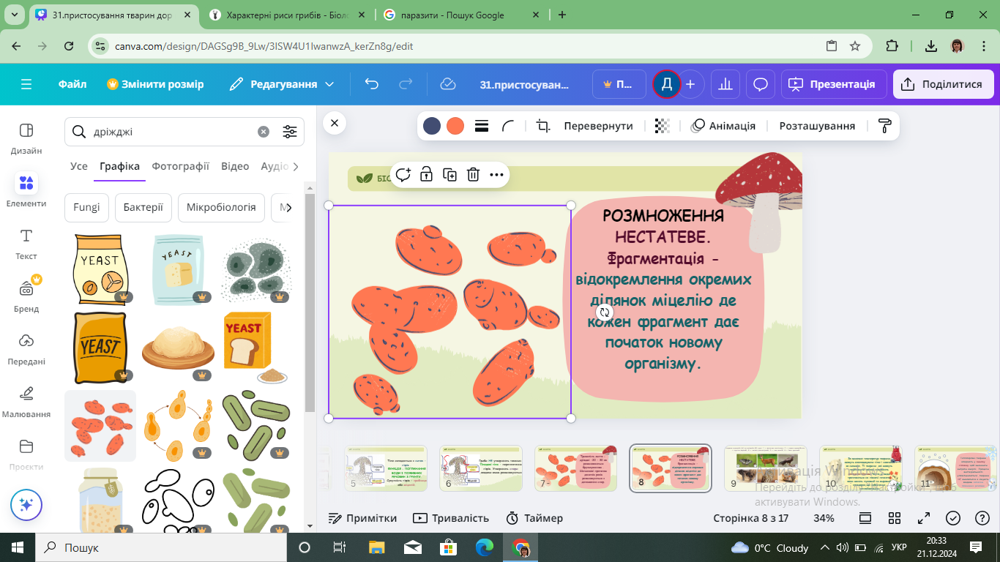 31.пристосування тварин дор
Характерні риси грибів - Біоло
паразити - Пошук Google
canva.com/design/DAGSg9B_9Lw/3ISW4U1IwanwzA_kerZn8g/edit
Файл
Змінити розмір
Редагування
31.пристосуван...
П...
Д
Презентація
Поділитися
Дизайн
Елементи
Текст
Бренд
Передані
Малювання
Проєкти
дріжджі
Усе Графіка Фотографії Відео Аудіо
Fungi Бактерії Мікробіологія
YEAST
YEAST
YEAST
YEAST
Перевернути
Анімація
Розташування
РОЗМНОЖЕННЯ
НЕСТАТЕВЕ.
Фрагментація -
відокремлення окремих
ділянок міцелію де
кожен фрагмент дає
початок новому
організму.
5
6
7
8
9
10
11
Активація Windows
Перейдіть до розділу "Настройки", щоб
активувати Windows.
Примітки
Тривалість
Таймер
Сторінка 8 з 17
34%
Пошук
0°C Cloudy
УКР
20:33
21.12.2024